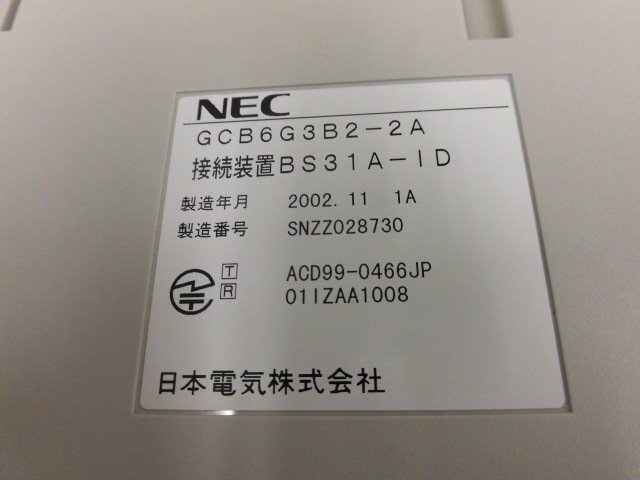 NEC
GCB6G3B2-2A
接続装置BS31A-ID
製造年月 2002.11 1A
製造番号 SNZZ028730
T ACD99-0466JP
R 01IZAA1008
日本電気株式会社